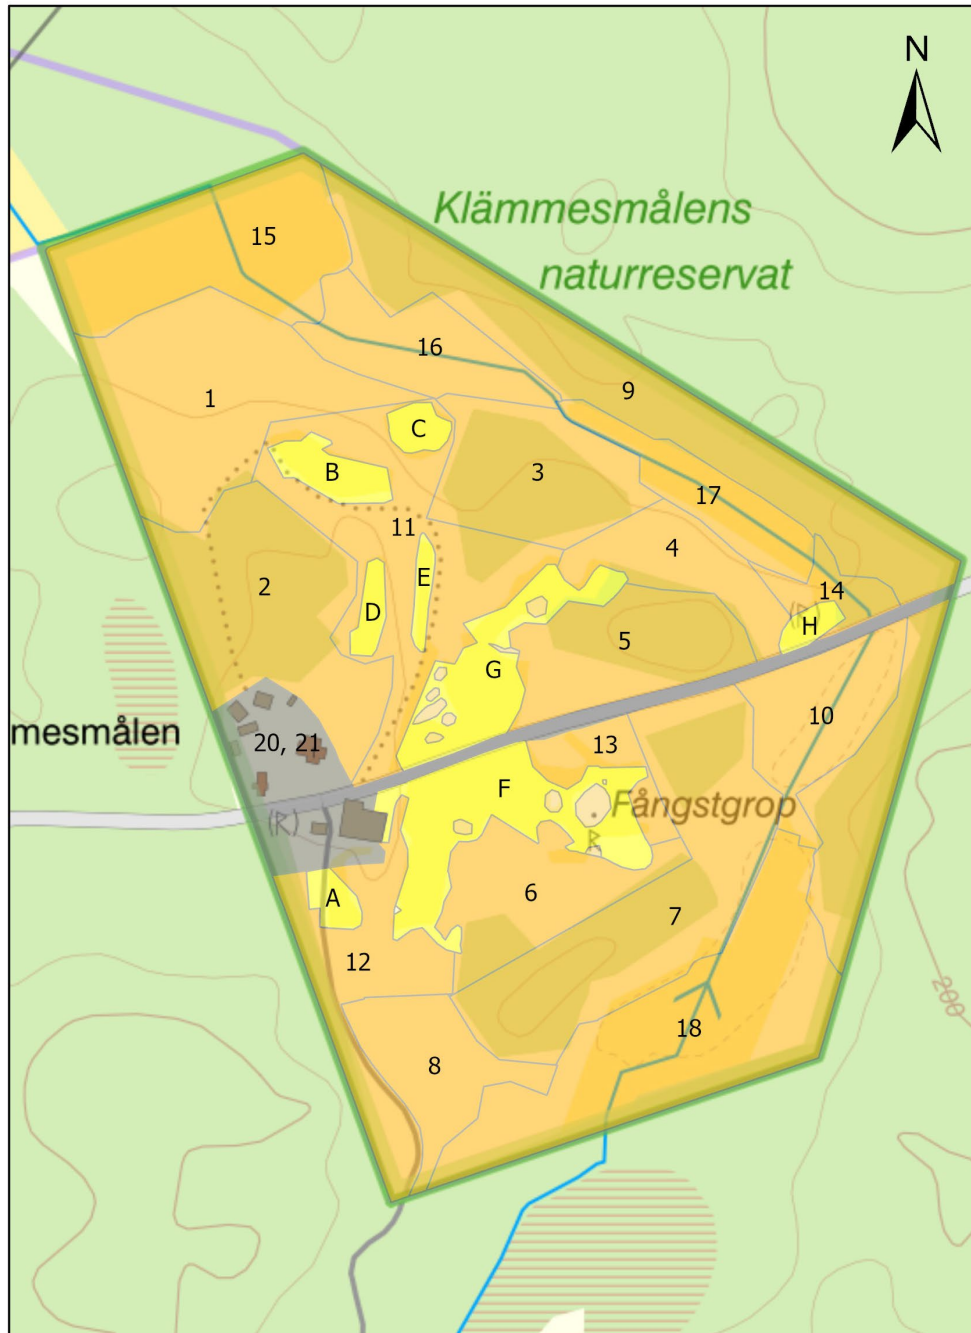 N
Klämmesmålens
naturreservat
15
16
1
9
C
B
3
17
11
4
E
2
D
14
(R)
H
5
G
10
mesmålen
20, 21
13
F
Fångstgrop
(R)
R
6
A
7
12
200
18
8